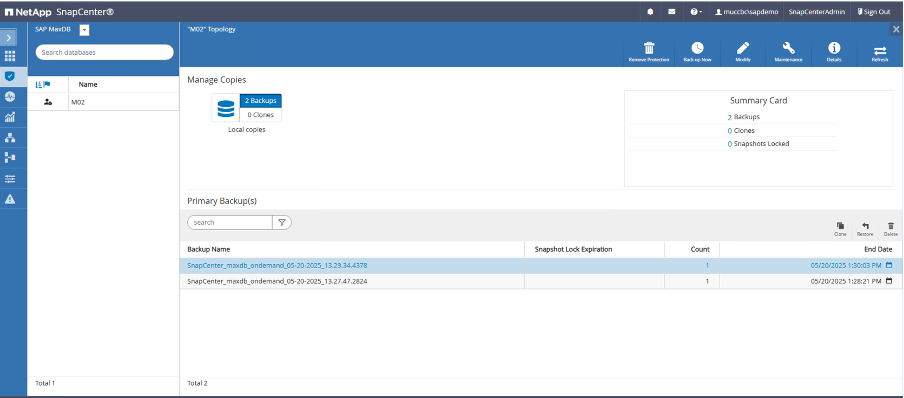 NetApp SnapCenter®
muccbc\sapdemo SnapCenterAdmin Sign Out
SAP MaxDB
"M02" Topology
Search databases
Remove Protection Back up Now Modify Maintenance Details Refresh
Name
M02
Manage Copies
2 Backups
0 Clones
Local copies
Summary Card
2 Backups
0 Clones
0 Snapshots Locked
Primary Backup(s)
search
Clone Restore Delete
Backup Name Snapshot Lock Expiration Count End Date
SnapCenter_maxdb_ondemand_05-20-2025_13.29.34.4378 1 05/20/2025 1:30:03 PM
SnapCenter_maxdb_ondemand_05-20-2025_13.27.47.2824 1 05/20/2025 1:28:21 PM
Total 1
Total 2